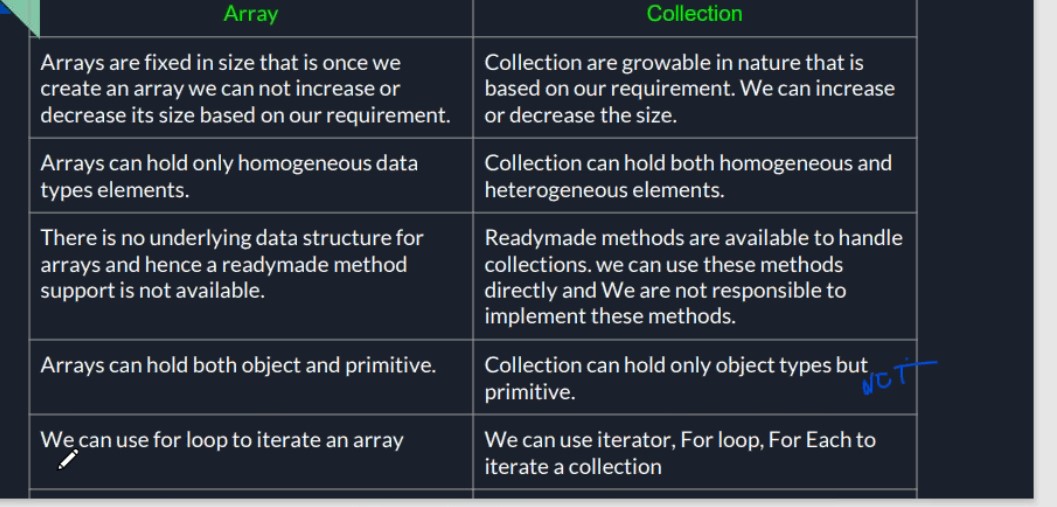 Array
Collection
Arrays are fixed in size that is once we
create an array we can not increase or
decrease its size based on our requirement.
Collection are growable in nature that is
based on our requirement. We can increase
or decrease the size.
Arrays can hold only homogeneous data
types elements.
Collection can hold both homogeneous and
heterogeneous elements.
There is no underlying data structure for
arrays and hence a readymade method
support is not available.
Readymade methods are available to handle
collections. we can use these methods
directly and We are not responsible to
implement these methods.
Arrays can hold both object and primitive.
Collection can hold only object types but
NOT
primitive.
We can use for loop to iterate an array
We can use iterator, For loop, For Each to
iterate a collection